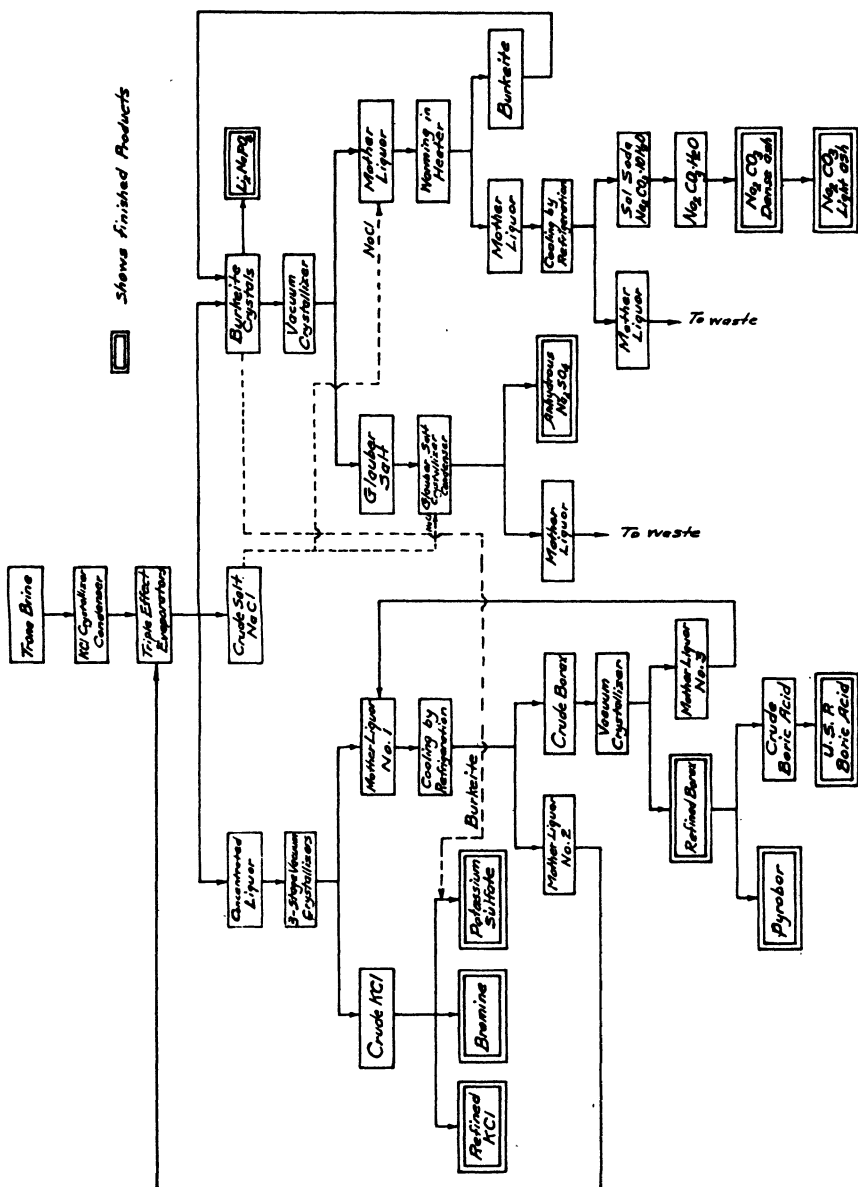 Shows Finished Products
Trona Brine
KCl Crystallizer
Condenser
Triple Effect
Evaporators
Crude Salt
NaCl
Concentrated
Liquor
3-Stage Vacuum
Crystallizers
Crude KCl
Refined
KCl
Bromine
Potassium
Sulfate
Burkeite
Mother Liquor
No. 1
Cooling by
Refrigeration
Mother Liquor
No. 2
Crude Borax
Vacuum
Crystallizer
Mother Liquor
No. 3
Refined Borax
Pyrobor
Crude
Boric Acid
U.S.P.
Boric Acid
Burkeite
Crystals
Vacuum
Crystallizer
Glauber
Salt
NaCl
Glauber Salt
Crystallizer
Condenser
Mother
Liquor
To waste
Anhydrous
Na2SO4
NaCl
Mother
Liquor
Warming in
Heater
Burkeite
Mother
Liquor
Cooling by
Refrigeration
Mother
Liquor
To waste
Sal Soda
Na2CO3·10H2O
Na2CO3·H2O
Na2CO3
Dense ash
Na2CO3
Light ash